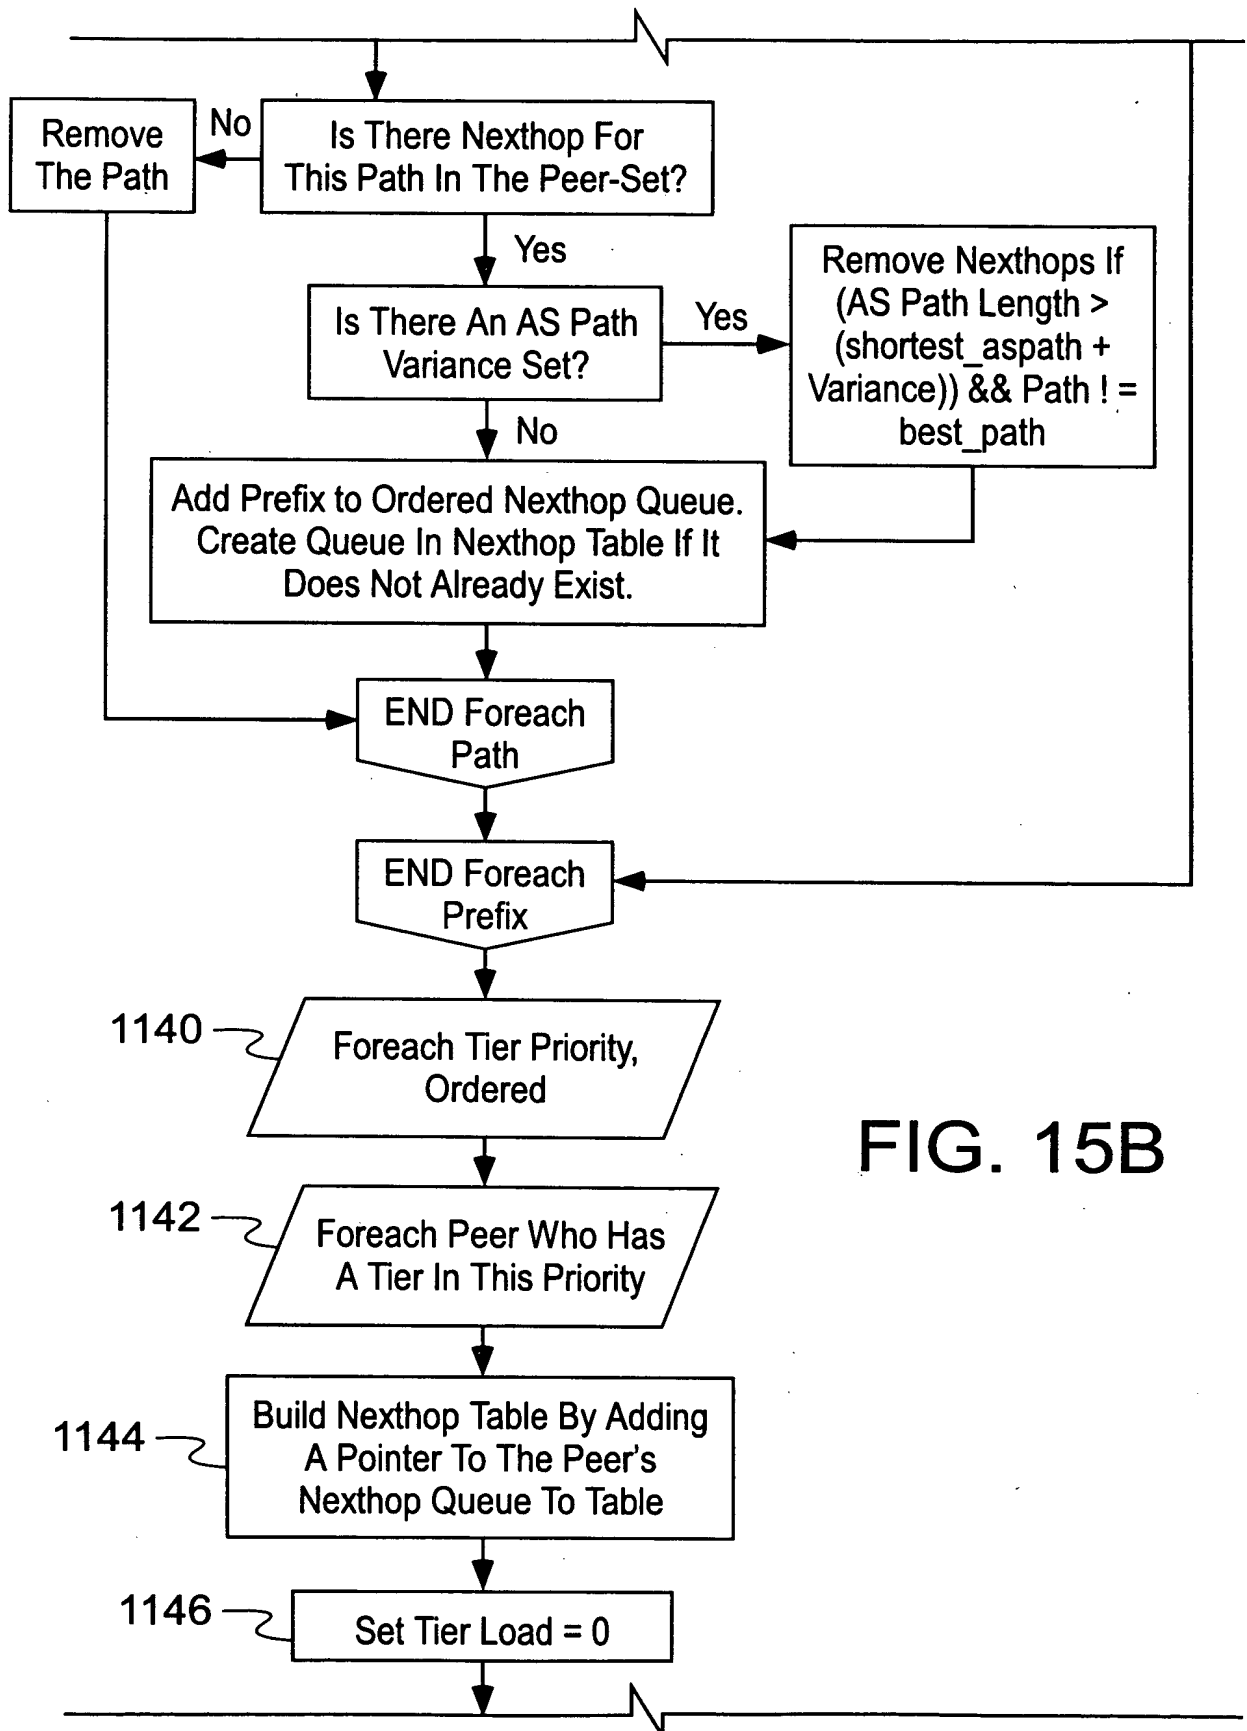 Remove
The Path
No
Is There Nexthop For
This Path In The Peer-Set?
Yes
Is There An AS Path
Variance Set?
Yes
Remove Nexthops If
(AS Path Length >
(shortest_aspath +
Variance)) && Path ! =
best_path
No
Add Prefix to Ordered Nexthop Queue.
Create Queue In Nexthop Table If It
Does Not Already Exist.
END Foreach
Path
END Foreach
Prefix
1140
Foreach Tier Priority,
Ordered
FIG. 15B
1142
Foreach Peer Who Has
A Tier In This Priority
1144
Build Nexthop Table By Adding
A Pointer To The Peer's
Nexthop Queue To Table
1146
Set Tier Load = 0